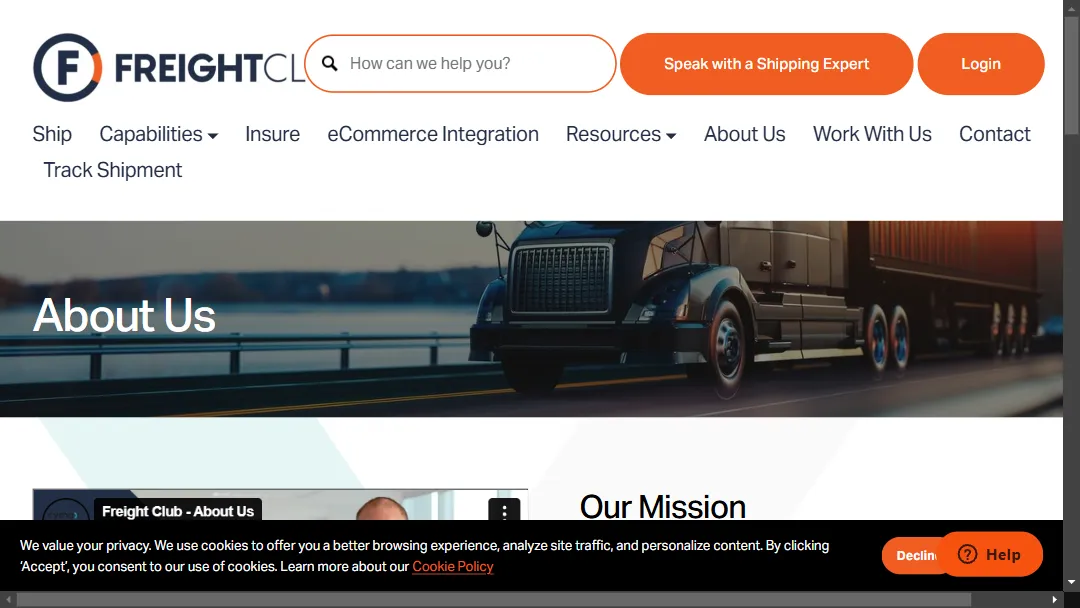 F FREIGHTCL
How can we help you?
Speak with a Shipping Expert
Login
Ship Capabilities Insure eCommerce Integration Resources About Us Work With Us Contact
Track Shipment
About Us
Freight Club - About Us
Our Mission
We value your privacy. We use cookies to offer you a better browsing experience, analyze site traffic, and personalize content. By clicking
'Accept', you consent to our use of cookies. Learn more about our Cookie Policy
Declin
Help